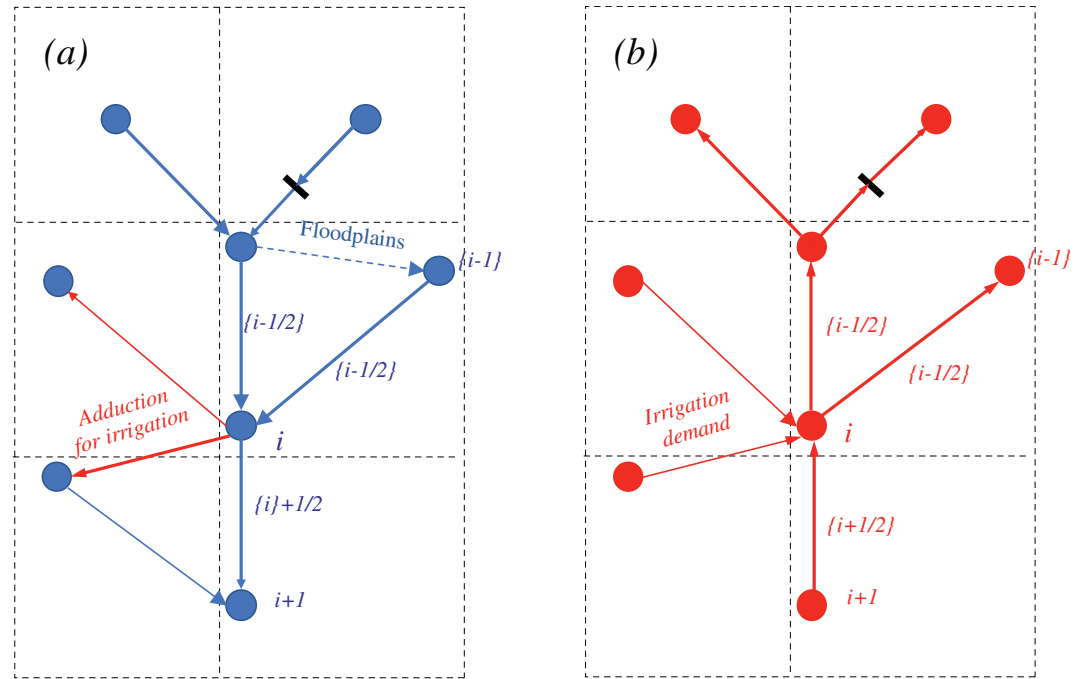 (a)
Floodplains
{i-1}
{i-1/2}
{i-1/2}
Adduction
for irrigation
i
{i}+1/2
i+1
(b)
{i-1}
{i-1/2}
{i-1/2}
Irrigation
demand
i
{i+1/2}
i+1